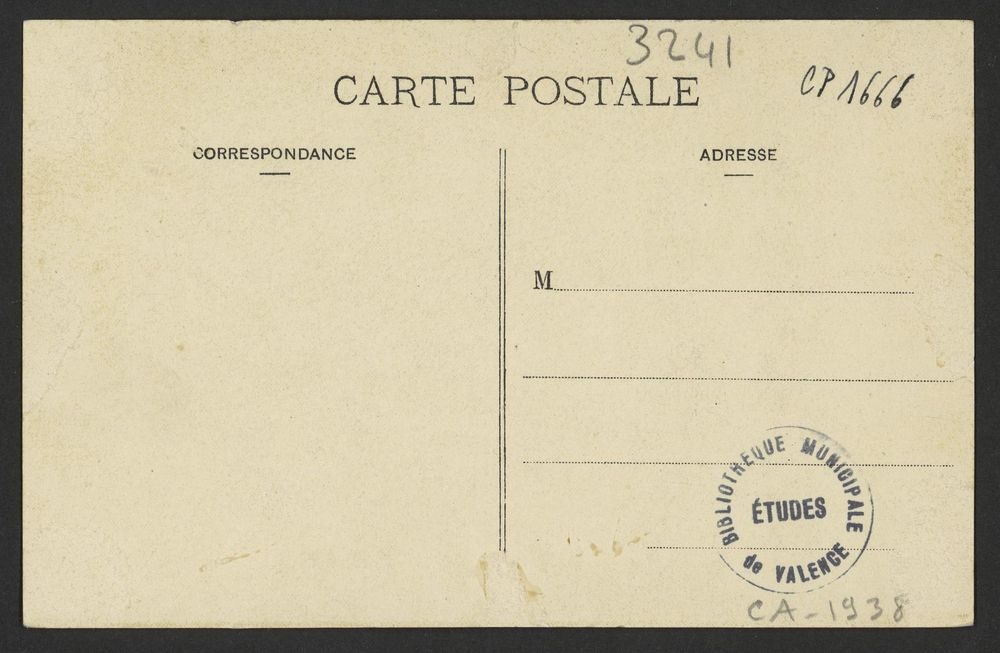 3241
CARTE POSTALE
CP 1666
CORRESPONDANCE
ADRESSE
M
BIBLIOTHEQUE MUNICIPALE
ÉTUDES
de VALENCE
CA-1938